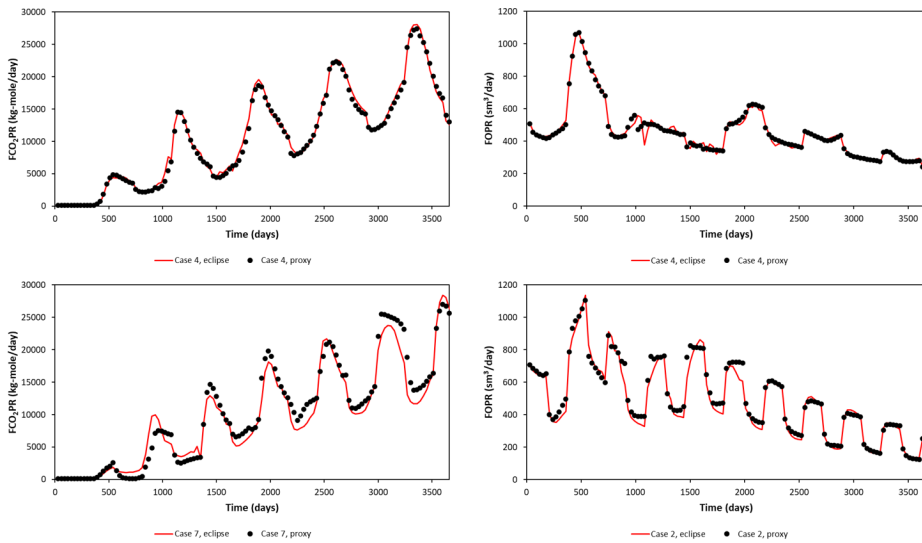 FCO₂PR (kg-mole/day)
30000
25000
20000
15000
10000
5000
0
0 500 1000 1500 2000 2500 3000 3500
Time (days)
Case 4, eclipse Case 4, proxy
FOPR (sm³/day)
1200
1000
800
600
400
200
0
0 500 1000 1500 2000 2500 3000 3500
Time (days)
Case 4, eclipse Case 4, proxy
FCO₂PR (kg-mole/day)
30000
25000
20000
15000
10000
5000
0
0 500 1000 1500 2000 2500 3000 3500
Time (days)
Case 7, eclipse Case 7, proxy
FOPR (sm³/day)
1200
1000
800
600
400
200
0
0 500 1000 1500 2000 2500 3000 3500
Time (days)
Case 2, eclipse Case 2, proxy